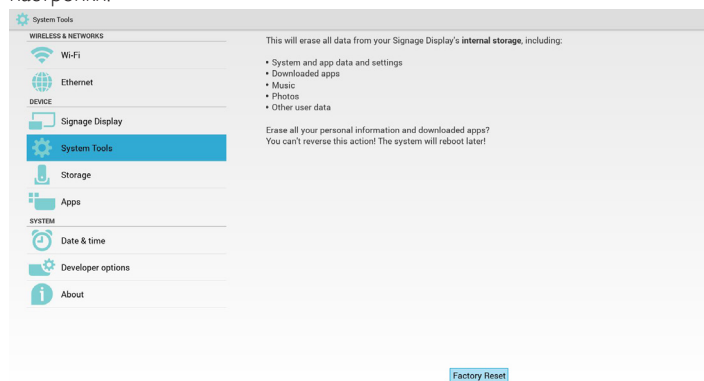 настройки.
System Tools
WIRELESS & NETWORKS
Wi-Fi
Ethernet
DEVICE
Signage Display
System Tools
Storage
Apps
SYSTEM
Date & time
Developer options
About
This will erase all data from your Signage Display's internal storage, including:
• System and app data and settings
• Downloaded apps
• Music
• Photos
• Other user data
Erase all your personal information and downloaded apps?
You can't reverse this action! The system will reboot later!
Factory Reset